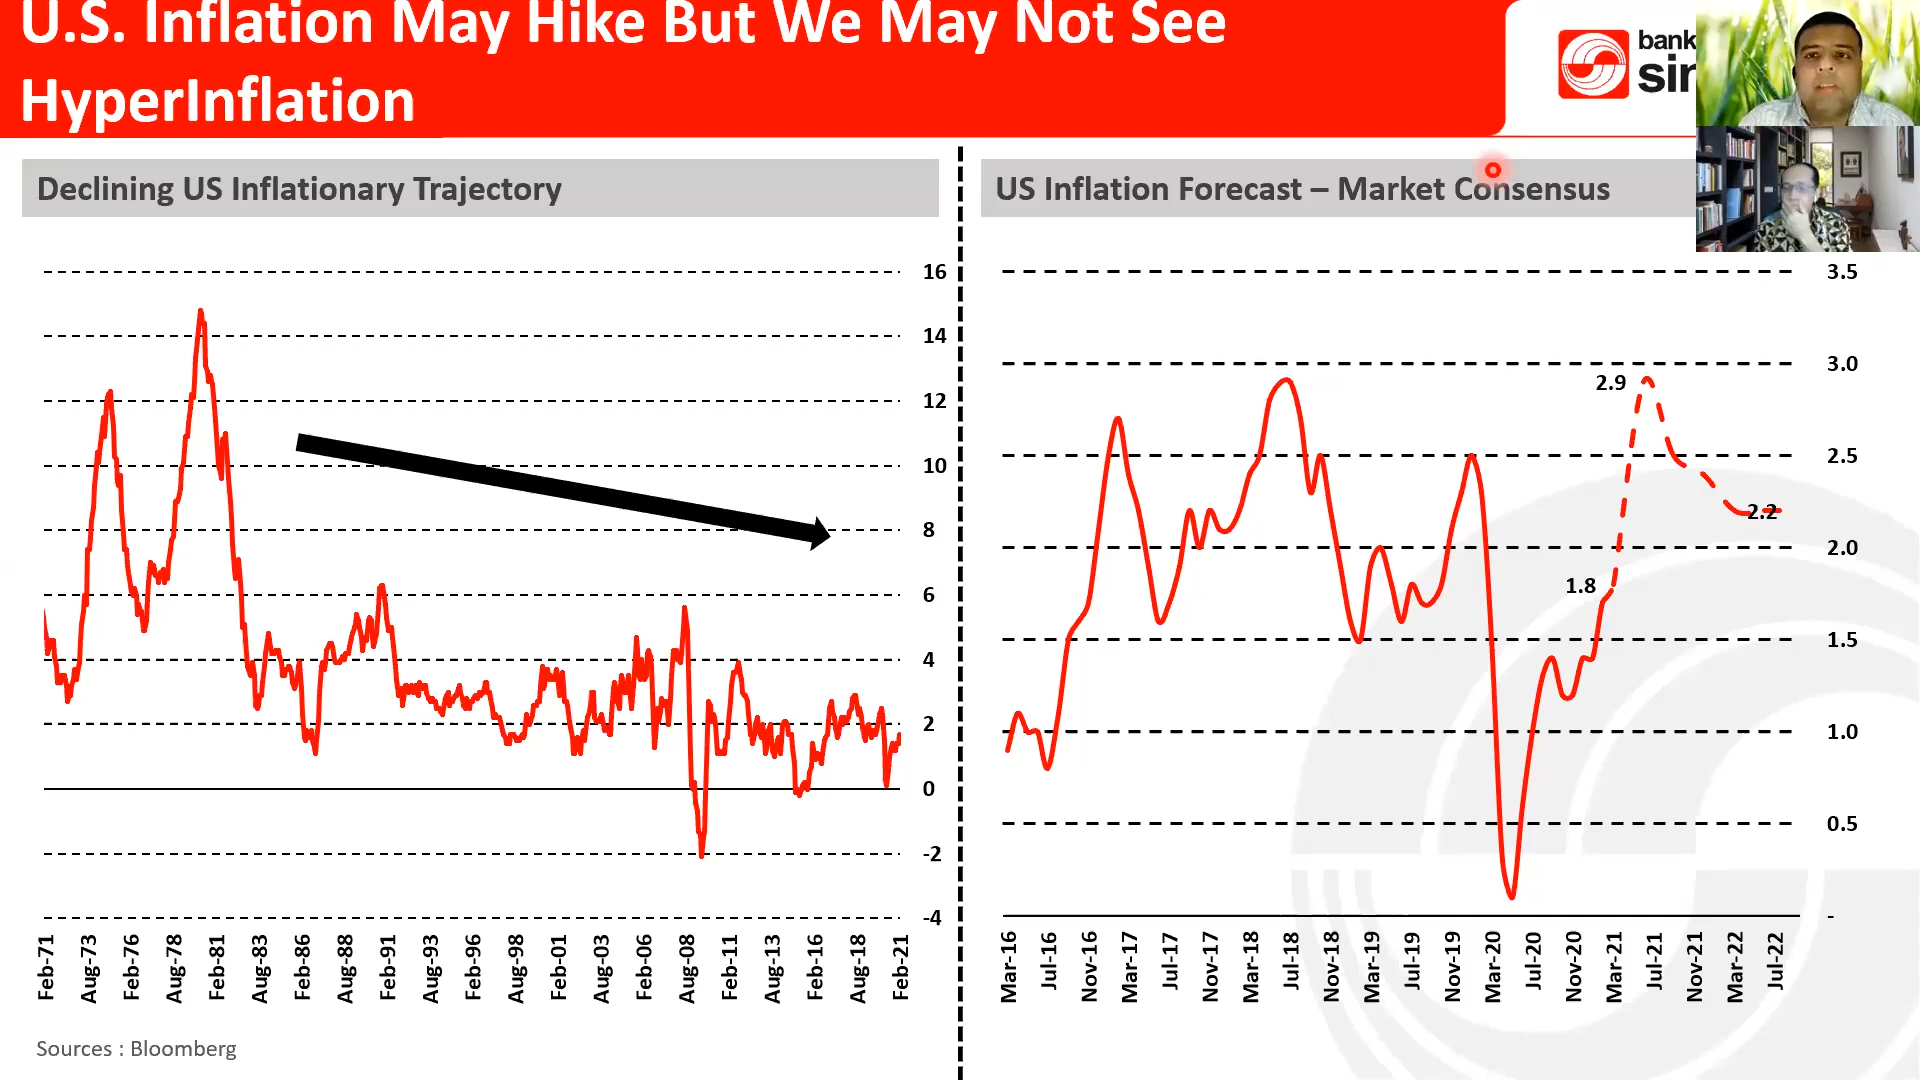 U.S. Inflation May Hike But We May Not See
HyperInflation
bank
Declining US Inflationary Trajectory
US Inflation Forecast – Market Consensus
16
14
12
10
8
6
4
2
0
-2
-4
Feb-71
Aug-73
Feb-76
Aug-78
Feb-81
Aug-83
Feb-86
Aug-88
Feb-91
Aug-93
Feb-96
Aug-98
Feb-01
Aug-03
Feb-06
Aug-08
Feb-11
Aug-13
Feb-16
Aug-18
Feb-21
3.5
3.0
2.5
2.0
1.5
1.0
0.5
-
2.9
2.2
1.8
Mar-16
Jul-16
Nov-16
Mar-17
Jul-17
Nov-17
Mar-18
Jul-18
Nov-18
Mar-19
Jul-19
Nov-19
Mar-20
Jul-20
Nov-20
Mar-21
Jul-21
Nov-21
Mar-22
Jul-22
Sources : Bloomberg